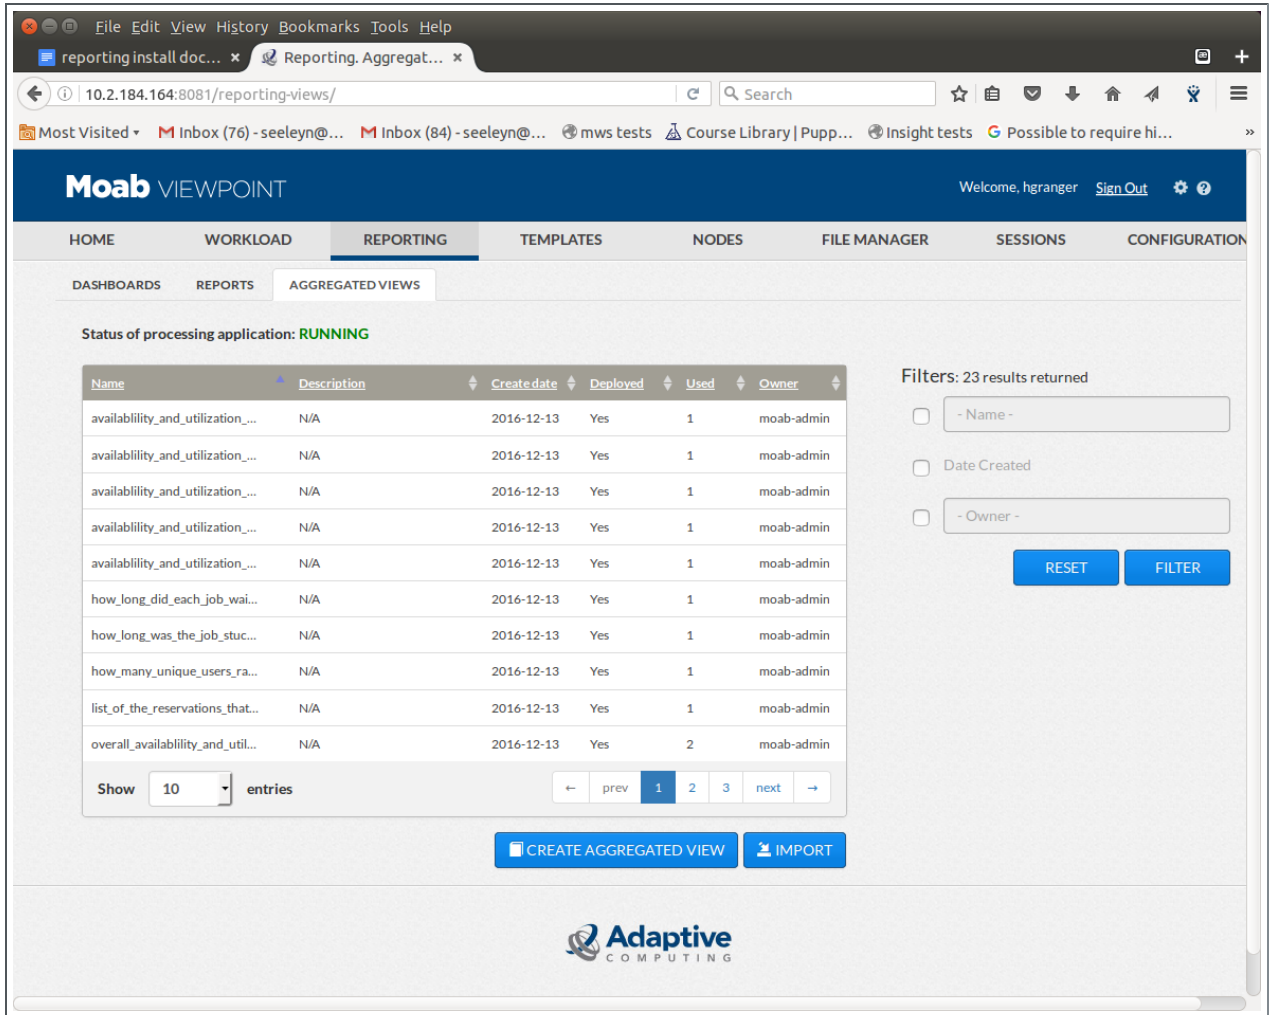 File Edit View History Bookmarks Tools Help
reporting install doc... × Reporting. Aggregat... ×
10.2.184.164:8081/reporting-views/ Search
Most Visited Inbox (76) - seeleyn@... Inbox (84) - seeleyn@... mws tests Course Library | Pupp... Insight tests Possible to require hi... »
Moab VIEWPOINT Welcome, hgranger Sign Out
HOME WORKLOAD REPORTING TEMPLATES NODES FILE MANAGER SESSIONS CONFIGURATION
DASHBOARDS REPORTS AGGREGATED VIEWS
Status of processing application: RUNNING
Filters: 23 results returned
Name Description Create date Deployed Used Owner
availablility_and_utilization_... N/A 2016-12-13 Yes 1 moab-admin
availablility_and_utilization_... N/A 2016-12-13 Yes 1 moab-admin
availablility_and_utilization_... N/A 2016-12-13 Yes 1 moab-admin
availablility_and_utilization_... N/A 2016-12-13 Yes 1 moab-admin
availablility_and_utilization_... N/A 2016-12-13 Yes 1 moab-admin
how_long_did_each_job_wai... N/A 2016-12-13 Yes 1 moab-admin
how_long_was_the_job_stuc... N/A 2016-12-13 Yes 1 moab-admin
how_many_unique_users_ra... N/A 2016-12-13 Yes 1 moab-admin
list_of_the_reservations_that... N/A 2016-12-13 Yes 1 moab-admin
overall_availablility_and_util... N/A 2016-12-13 Yes 2 moab-admin
- Name -
Date Created
- Owner -
RESET FILTER
Show 10 entries ← prev 1 2 3 next →
CREATE AGGREGATED VIEW IMPORT
Adaptive
COMPUTING